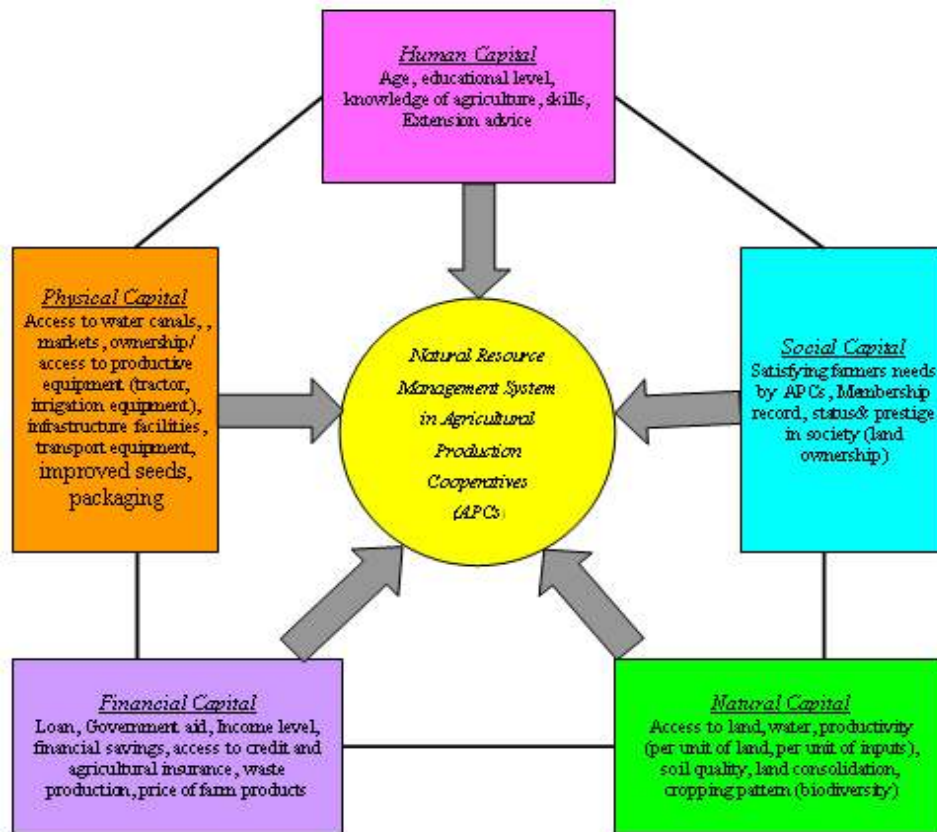 Human Capital
Age, educational level,
knowledge of agriculture, skills,
Extension advice
Physical Capital
Access to water canals, ,
markets, ownership/
access to productive
equipment (tractor,
irrigation equipment),
infrastructure facilities,
transport equipment,
improved seeds,
packaging
Natural Resource
Management System
in Agricultural
Production
Cooperatives
(APCs)
Social Capital
Satisfying farmers needs
by APCs, Membership
record, status& prestige
in society (land
ownership)
Financial Capital
Loan, Government aid, Income level,
financial savings, access to credit and
agricultural insurance, waste
production, price of farm products
Natural Capital
Access to land, water, productivity
(per unit of land, per unit of inputs),
soil quality, land consolidation,
cropping pattern (biodiversity)